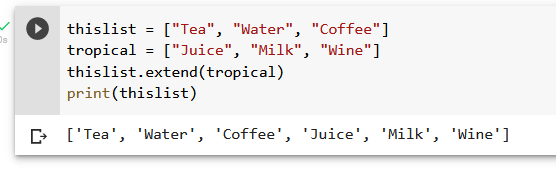 thislist = ["Tea", "Water", "Coffee"]
tropical = ["Juice", "Milk", "Wine"]
thislist.extend(tropical)
print(thislist)
['Tea', 'Water', 'Coffee', 'Juice', 'Milk', 'Wine']